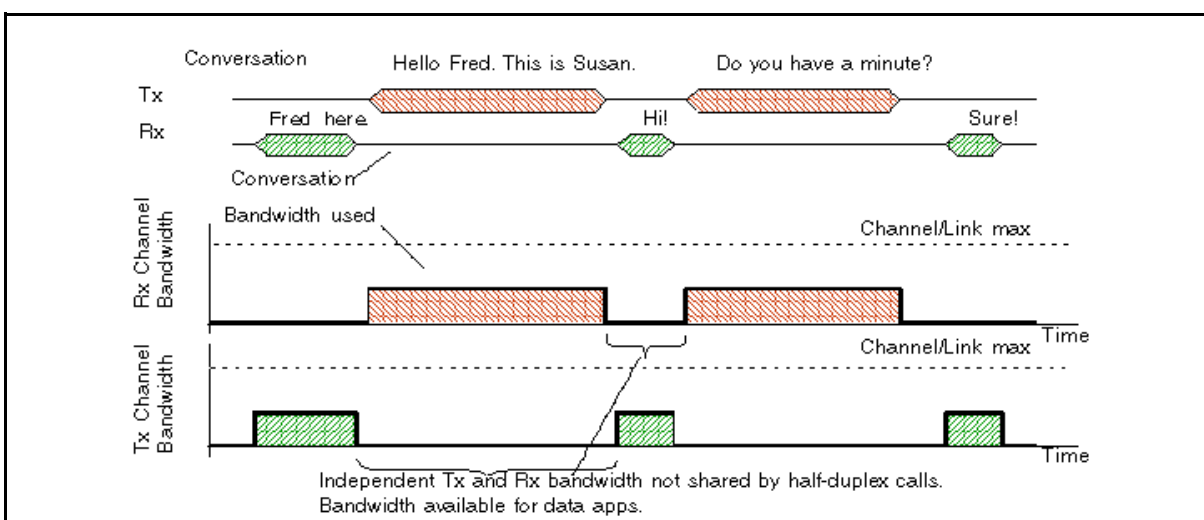 Conversation
Hello Fred. This is Susan.
Do you have a minute?
Tx
Fred here.
Hi!
Sure!
Rx
Conversation
Bandwidth used
Channel/Link max
Rx Channel
Bandwidth
Time
Channel/Link max
Tx Channel
Bandwidth
Time
Independent Tx and Rx bandwidth not shared by half-duplex calls.
Bandwidth available for data apps.